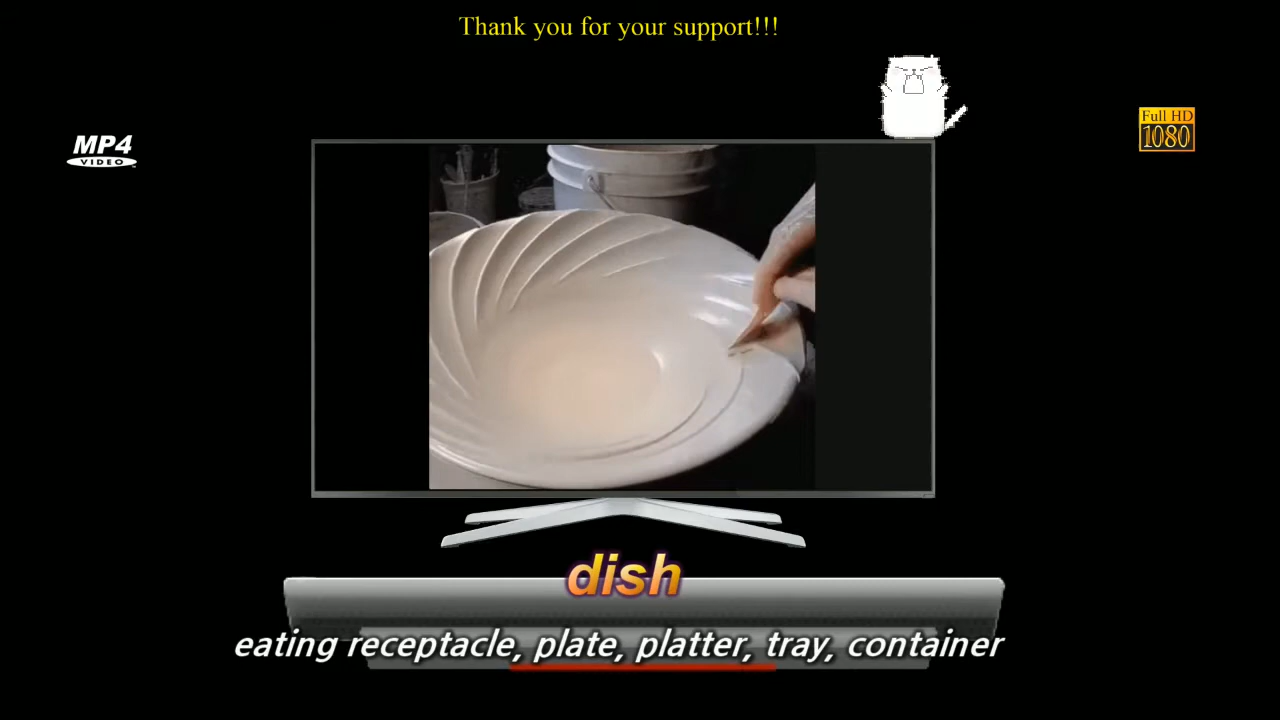 Thank you for your support!!!
MP4
VIDEO
Full HD
1080
dish
eating receptacle, plate, platter, tray, container